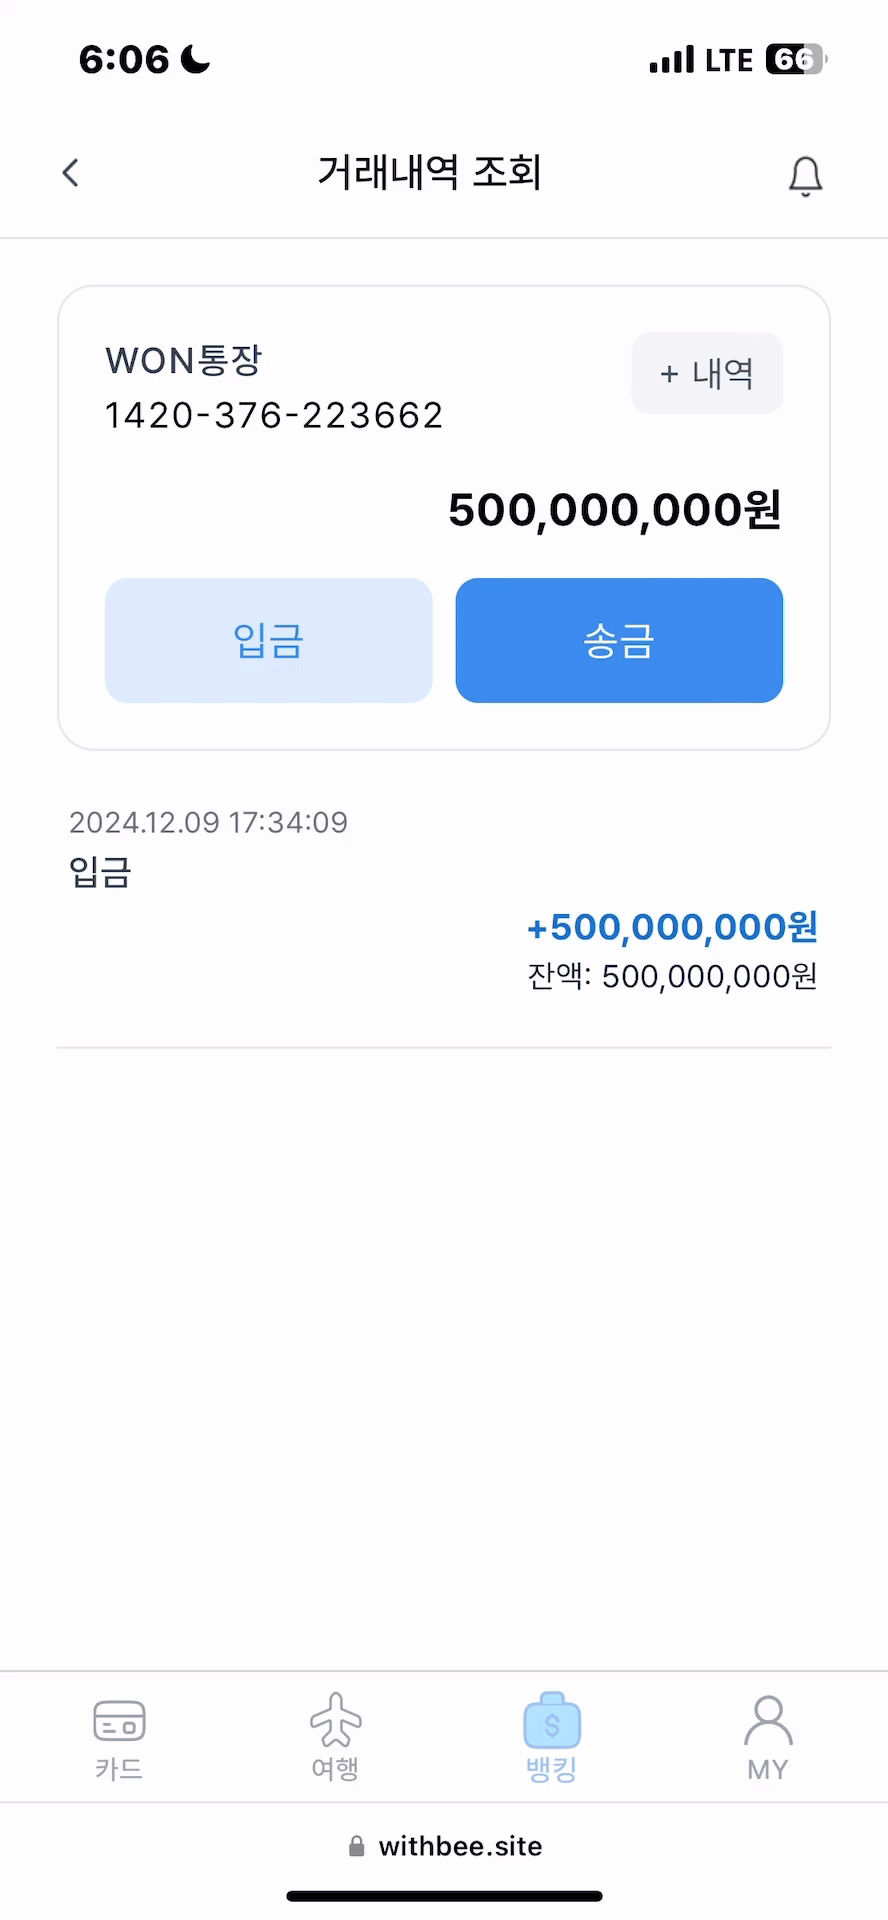 6:06
LTE 66
거래내역 조회
WON통장
+ 내역
1420-376-223662
500,000,000원
입금
송금
2024.12.09 17:34:09
입금
+500,000,000원
잔액: 500,000,000원
카드
여행
$
뱅킹
MY
withbee.site